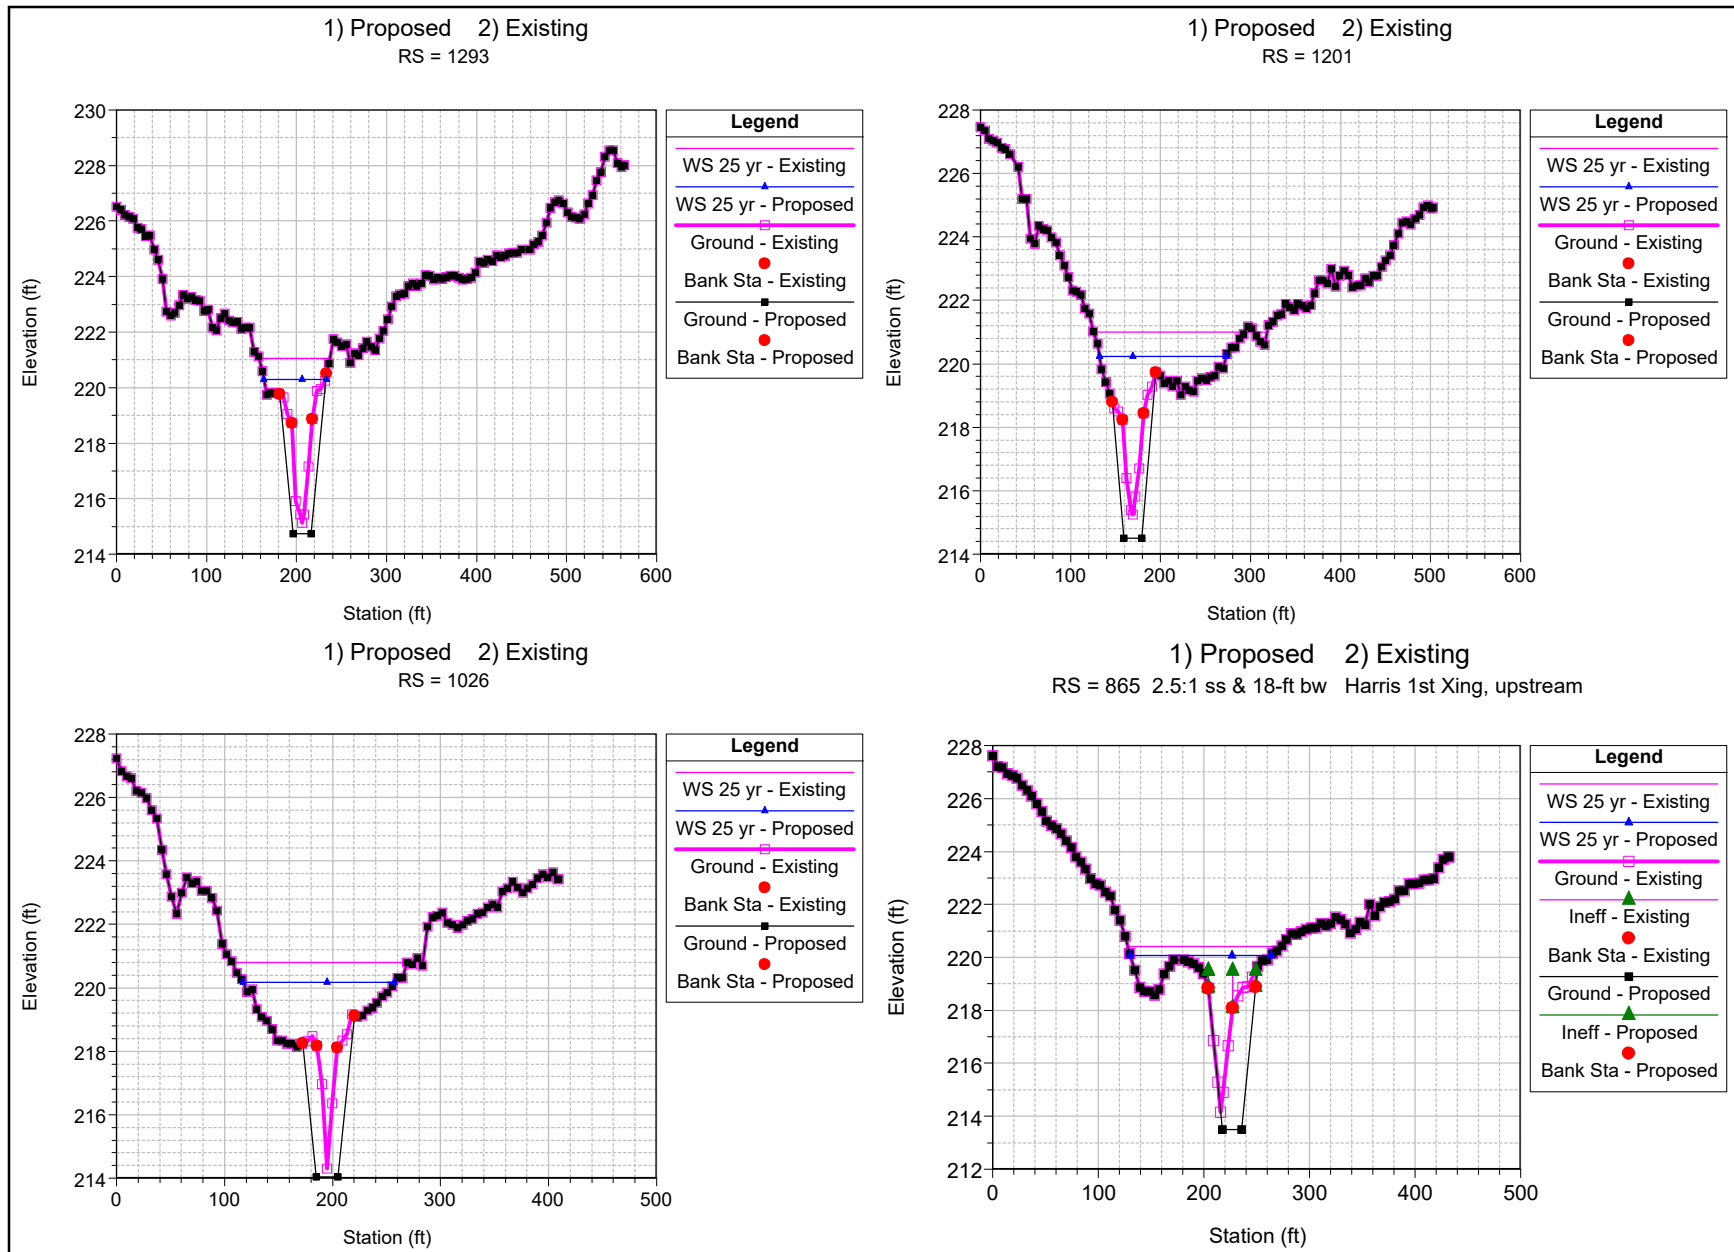 1) Proposed 2) Existing
RS = 1293
230
228
226
224
222
220
218
216
214
0 100 200 300 400 500 600
Elevation (ft)
Station (ft)
Legend
WS 25 yr - Existing
WS 25 yr - Proposed
Ground - Existing
Bank Sta - Existing
Ground - Proposed
Bank Sta - Proposed
1) Proposed 2) Existing
RS = 1201
228
226
224
222
220
218
216
214
0 100 200 300 400 500 600
Elevation (ft)
Station (ft)
Legend
WS 25 yr - Existing
WS 25 yr - Proposed
Ground - Existing
Bank Sta - Existing
Ground - Proposed
Bank Sta - Proposed
1) Proposed 2) Existing
RS = 1026
228
226
224
222
220
218
216
214
0 100 200 300 400 500
Elevation (ft)
Station (ft)
Legend
WS 25 yr - Existing
WS 25 yr - Proposed
Ground - Existing
Bank Sta - Existing
Ground - Proposed
Bank Sta - Proposed
1) Proposed 2) Existing
RS = 865 2.5:1 ss & 18-ft bw Harris 1st Xing, upstream
228
226
224
222
220
218
216
214
212
0 100 200 300 400 500
Elevation (ft)
Station (ft)
Legend
WS 25 yr - Existing
WS 25 yr - Proposed
Ground - Existing
Ineff - Existing
Bank Sta - Existing
Ground - Proposed
Ineff - Proposed
Bank Sta - Proposed